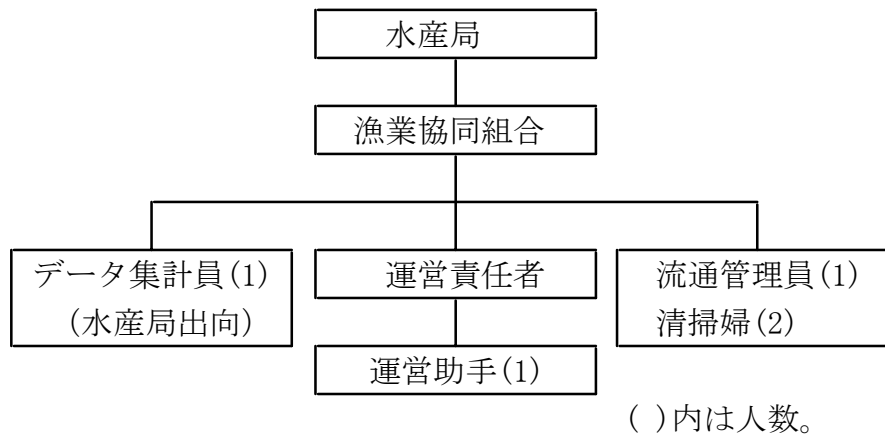 水産局
漁業協同組合
データ集計員(1)
(水産局出向)
運営責任者
流通管理員(1)
清掃婦(2)
運営助手(1)
( )内は人数。